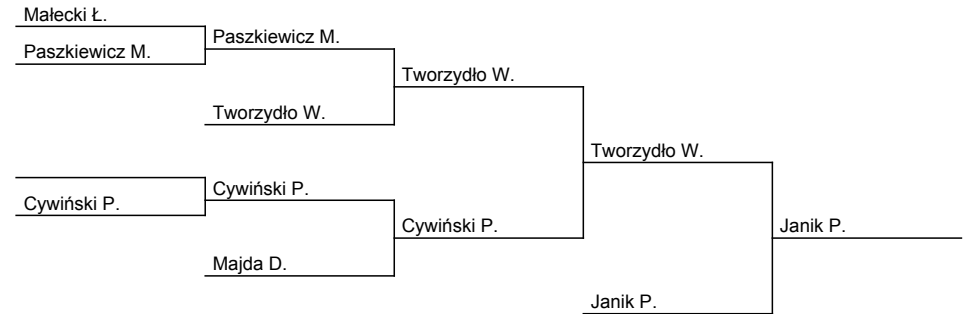 Małecki Ł.
Paszkiewicz M.
Paszkiewicz M.
Tworzydło W.
Tworzydło W.
Tworzydło W.
Cywiński P.
Cywiński P.
Cywiński P.
Janik P.
Majda D.
Janik P.